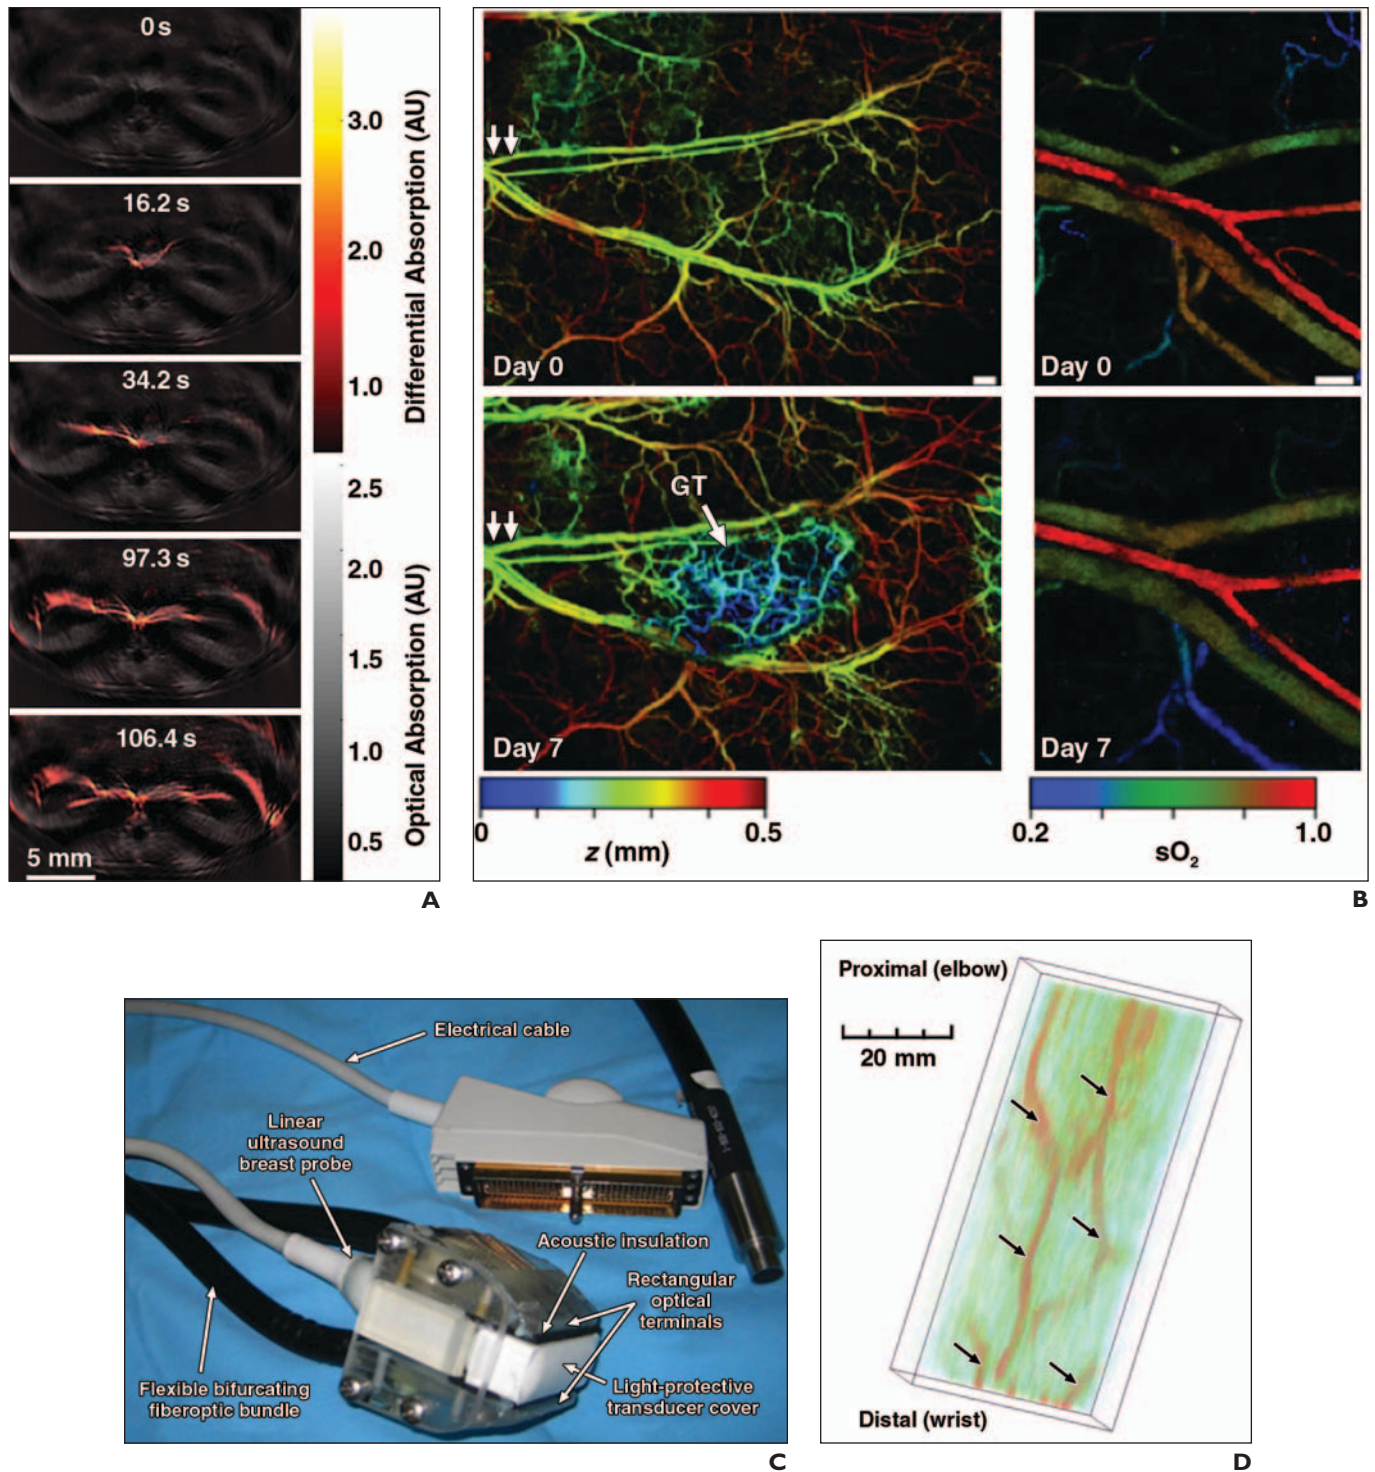 0 s
16.2 s
34.2 s
97.3 s
106.4 s
5 mm
3.0
2.0
1.0
Differential Absorption (AU)
2.5
2.0
1.5
1.0
0.5
Optical Absorption (AU)
A
Day 0
Day 0
GT
Day 7
Day 7
0
0.5
z (mm)
0.2
1.0
sO₂
B
Electrical cable
Linear
ultrasound
breast probe
Acoustic insulation
Rectangular
optical
terminals
Flexible bifurcating
fiberoptic bundle
Light-protective
transducer cover
C
Proximal (elbow)
20 mm
Distal (wrist)
D